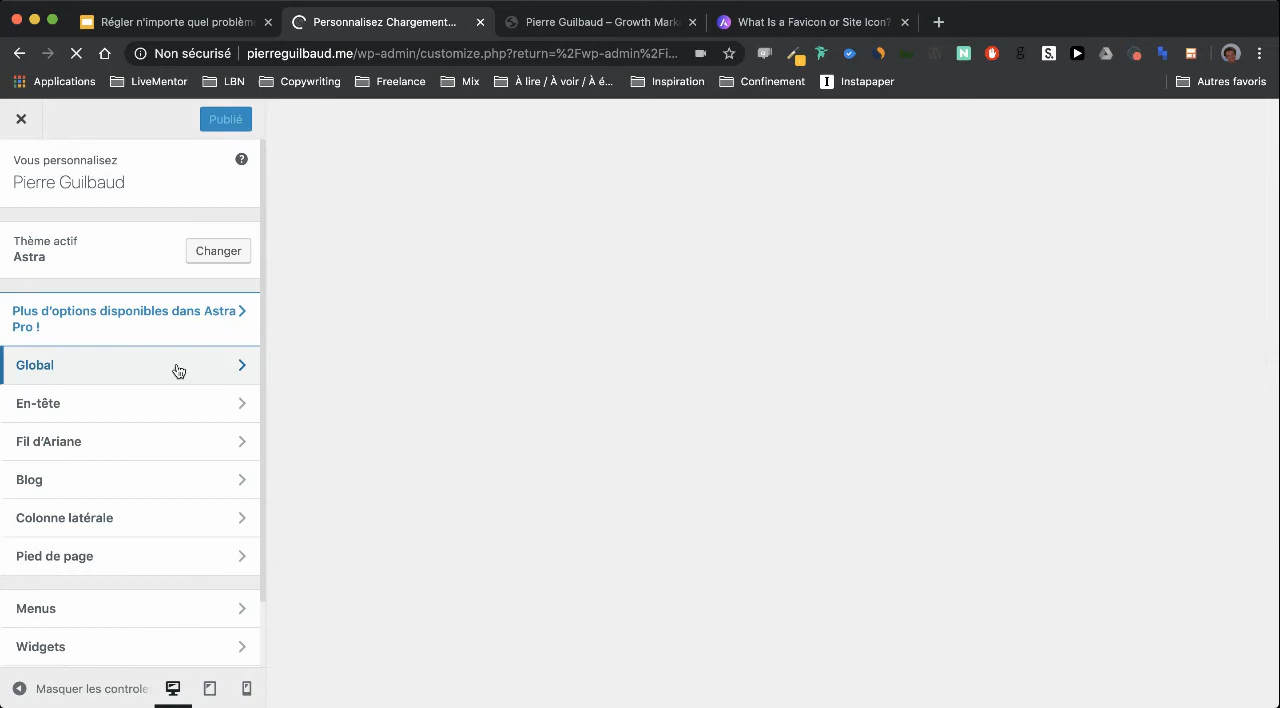 Régler n'importe quel problème
Personnalisez Chargement…
Pierre Guilbaud – Growth Mark
What Is a Favicon or Site Icon?
Non sécurisé
pierreguilbaud.me/wp-admin/customize.php?return=%2Fwp-admin%2Fi...
Applications
LiveMentor
LBN
Copywriting
Freelance
Mix
À lire / À voir / À é...
Inspiration
Confinement
Instapaper
Autres favoris
Publié
Vous personnalisez
Pierre Guilbaud
Thème actif
Astra
Changer
Plus d'options disponibles dans Astra
Pro !
Global
En-tête
Fil d'Ariane
Blog
Colonne latérale
Pied de page
Menus
Widgets
Masquer les controle